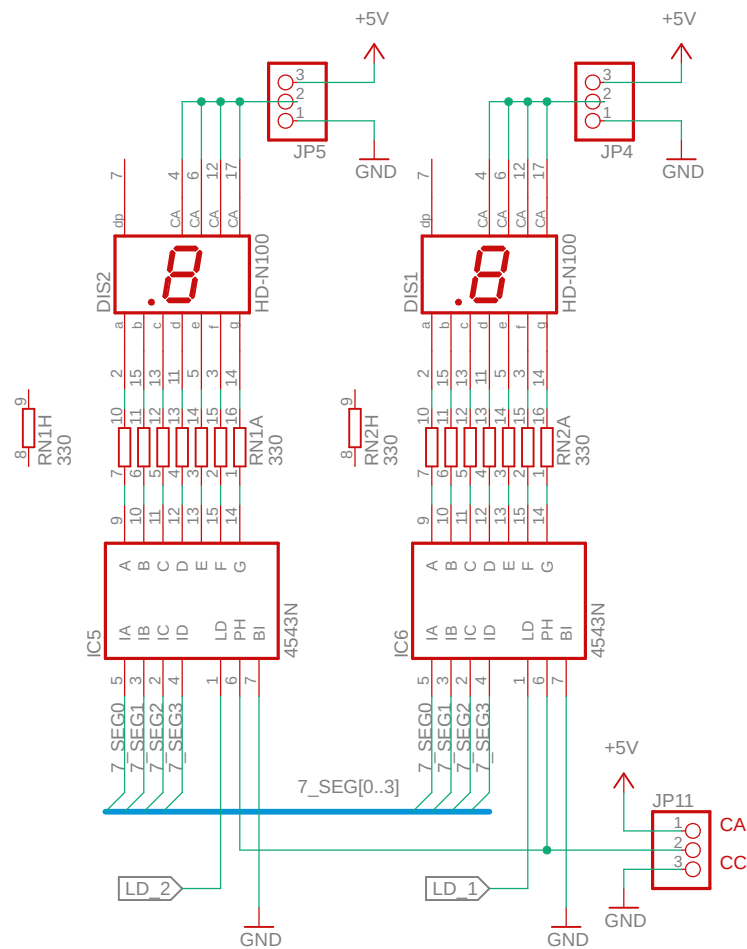 +5V
+5V
3
2
1
JP5
GND
3
2
1
JP4
GND
7
4
6
12
17
dp
CA
CA
CA
CA
7
4
6
12
17
dp
CA
CA
CA
CA
DIS2
HD-N100
DIS1
HD-N100
a
b
c
d
e
f
g
a
b
c
d
e
f
g
2
15
13
11
5
3
14
2
15
13
11
5
3
14
9
8
RN1H
330
10
11
12
13
14
15
16
RN1A
330
7
6
5
4
3
2
1
9
8
RN2H
330
10
11
12
13
14
15
16
RN2A
330
7
6
5
4
3
2
1
9
10
11
12
13
15
14
9
10
11
12
13
15
14
A
B
C
D
E
F
G
A
B
C
D
E
F
G
IA
IB
IC
ID
LD
PH
BI
IA
IB
IC
ID
LD
PH
BI
IC5
4543N
IC6
4543N
5
3
2
4
1
6
7
5
3
2
4
1
6
7
7_SEG0
7_SEG1
7_SEG2
7_SEG3
7_SEG0
7_SEG1
7_SEG2
7_SEG3
7_SEG[0..3]
+5V
JP11
1
2
3
CA
CC
GND
LD_2
LD_1
GND
GND